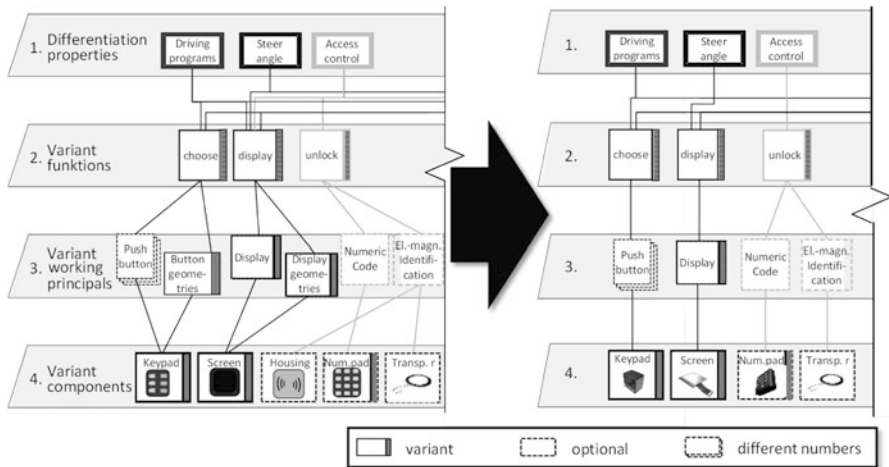 1. Differentiation properties
Driving programs
Steer angle
Access control
2. Variant funktions
choose
display
unlock
3. Variant working principals
Push button
Button geome-tries
Display
Display geome-tries
Numeric Code
El.-magn. Identifi-cation
4. Variant components
Keypad
Screen
Housing
Num.pad
Transp. r
1.
Driving programs
Steer angle
Access control
2.
choose
display
unlock
3.
Push button
Display
Numeric Code
El.-magn. Identifi-cation
4.
Keypad
Screen
Num.pad
Transp. r
variant
optional
different numbers